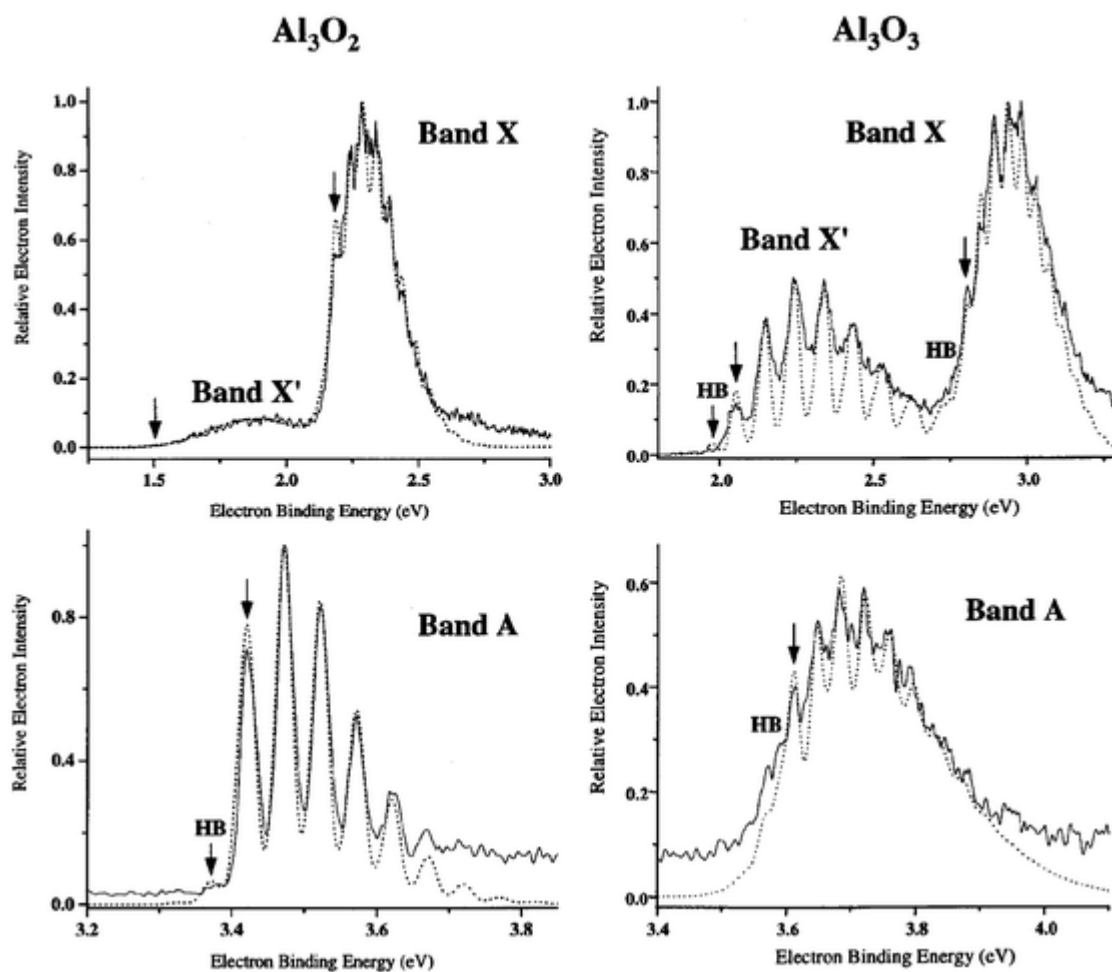 Al₃O₂
Al₃O₃
Relative Electron Intensity
1.0
0.8
0.6
0.4
0.2
0.0
Band X
Band X'
1.5
2.0
2.5
3.0
Electron Binding Energy (eV)
Relative Electron Intensity
1.0
0.8
0.6
0.4
0.2
0.0
Band X
Band X'
HB
HB
2.0
2.5
3.0
Electron Binding Energy (eV)
Relative Electron Intensity
0.8
0.4
0.0
Band A
HB
3.2
3.4
3.6
3.8
Electron Binding Energy (eV)
Relative Electron Intensity
0.6
0.4
0.2
0.0
Band A
HB
3.4
3.6
3.8
4.0
Electron Binding Energy (eV)